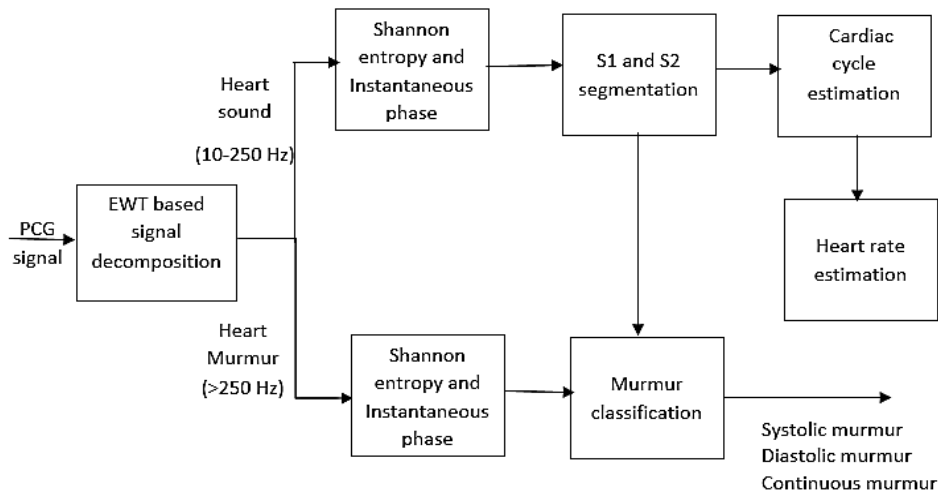 PCG
signal
EWT based
signal
decomposition
Heart
sound
(10-250 Hz)
Shannon
entropy and
Instantaneous
phase
S1 and S2
segmentation
Cardiac
cycle
estimation
Heart rate
estimation
Heart
Murmur
(>250 Hz)
Shannon
entropy and
Instantaneous
phase
Murmur
classification
Systolic murmur
Diastolic murmur
Continuous murmur